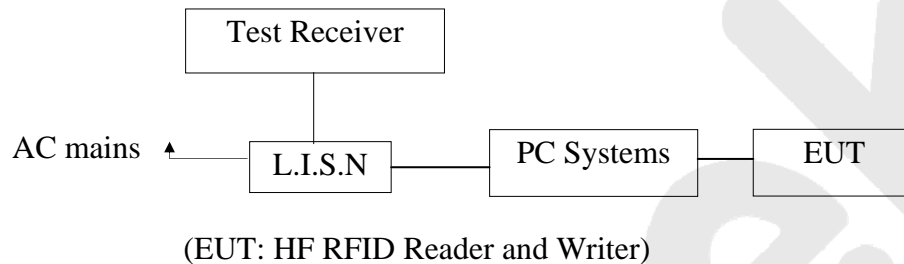 Test Receiver
AC mains
L.I.S.N
PC Systems
EUT
(EUT: HF RFID Reader and Writer)